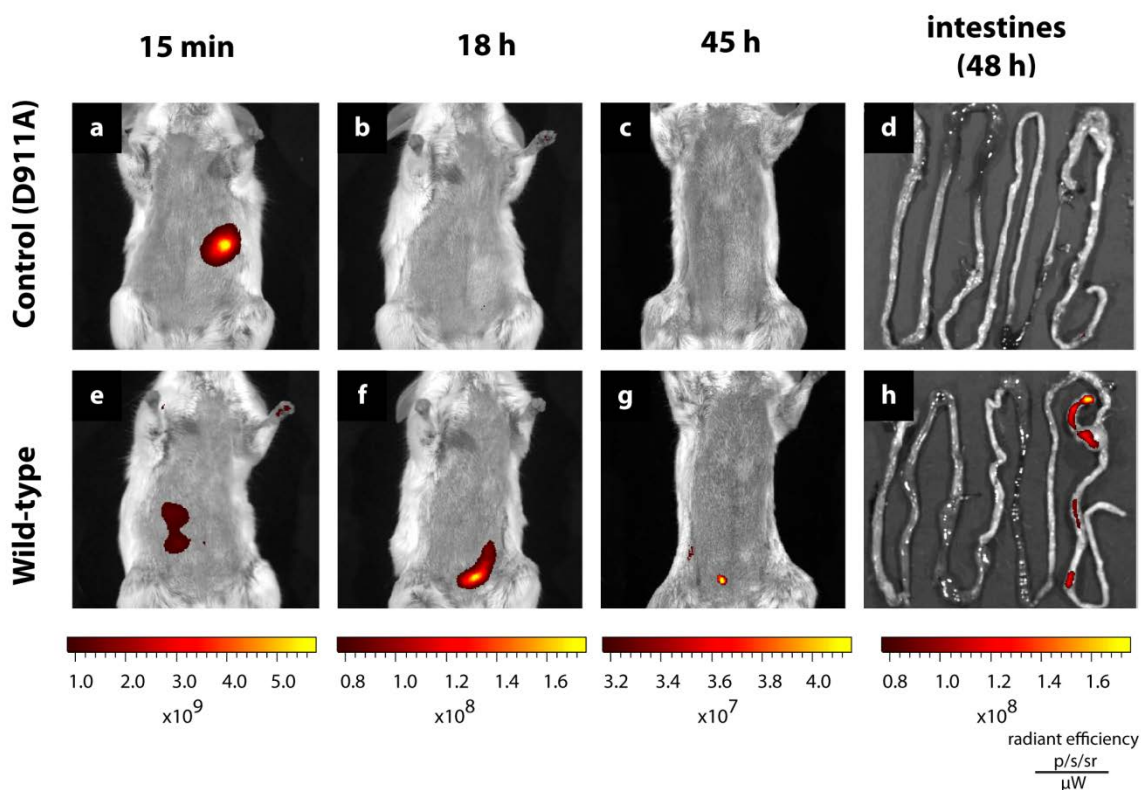 15 min
18 h
45 h
intestines
(48 h)
Control (D911A)
a
b
c
d
Wild-type
e
f
g
h
1.0 2.0 3.0 4.0 5.0
x10⁹
0.8 1.0 1.2 1.4 1.6
x10⁸
3.2 3.4 3.6 3.8 4.0
x10⁷
0.8 1.0 1.2 1.4 1.6
x10⁸
radiant efficiency
p/s/sr
µW